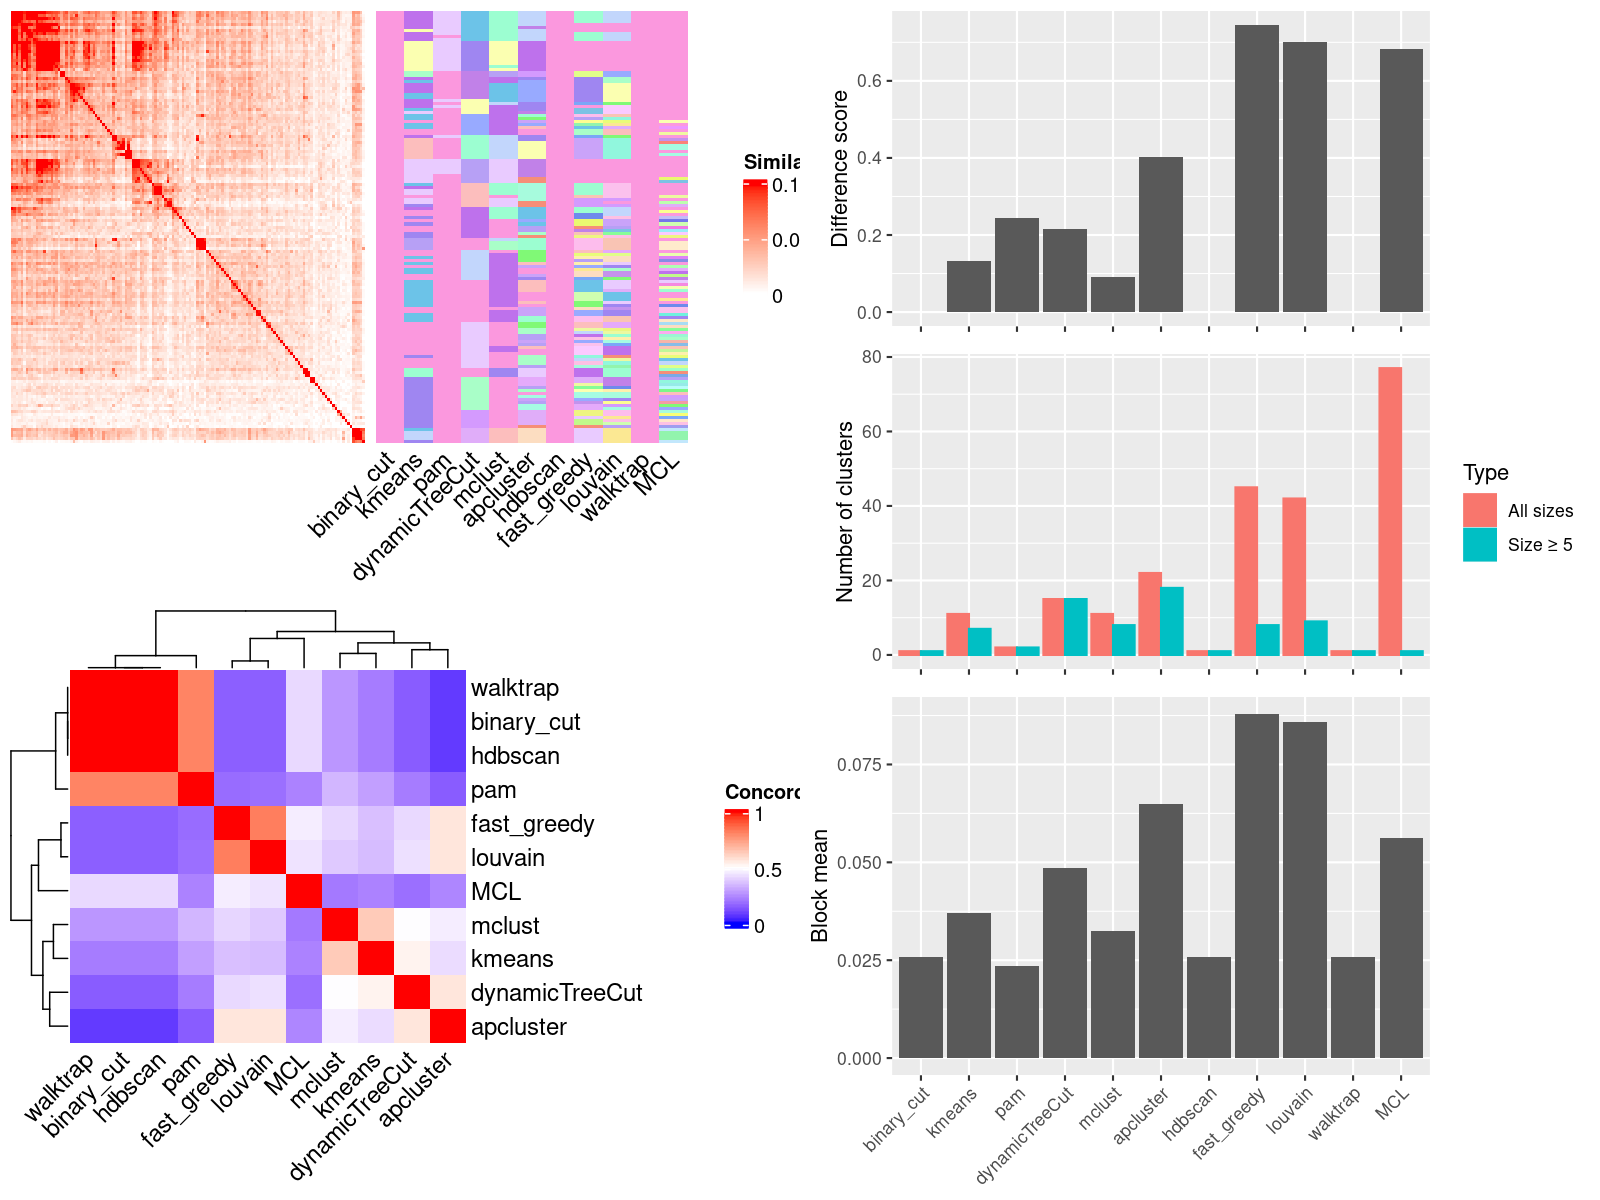 Simila
0.1
0.0
0
binary_cut
kmeans
pam
dynamicTreeCut
mclust
apcluster
hdbscan
fast_greedy
louvain
walktrap
MCL
walktrap
binary_cut
hdbscan
pam
fast_greedy
louvain
MCL
mclust
kmeans
dynamicTreeCut
apcluster
walktrap
binary_cut
hdbscan
pam
fast_greedy
louvain
MCL
mclust
kmeans
dynamicTreeCut
apcluster
Concord
1
0.5
0
Difference score
0.6
0.4
0.2
0.0
Number of clusters
80
60
40
20
0
Type
All sizes
Size ≥ 5
Block mean
0.075
0.050
0.025
0.000
binary_cut
kmeans
pam
dynamicTreeCut
mclust
apcluster
hdbscan
fast_greedy
louvain
walktrap
MCL